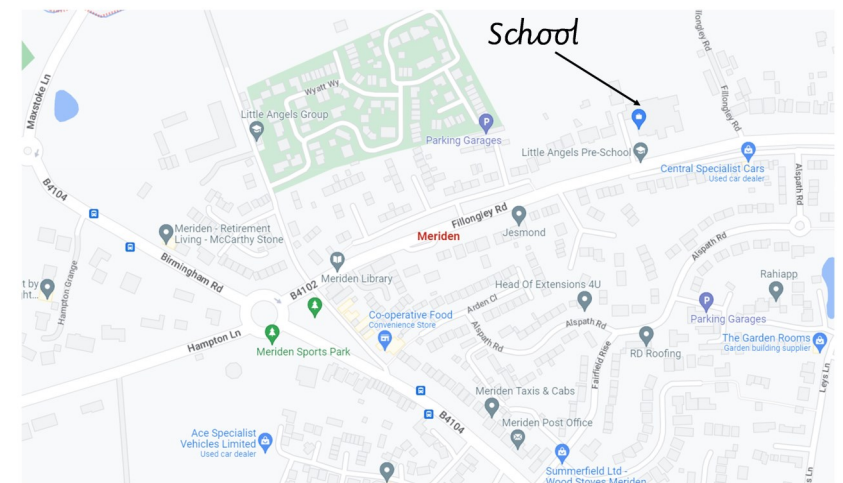 School
Maxstoke Ln
Wyatt Wy
Little Angels Group
Parking Garages
Little Angels Pre-School
Fillongley Rd
Central Specialist Cars
Used car dealer
B4104
Meriden - Retirement
Living - McCarthy Stone
Fillongley Rd
Meriden
Jesmond
Alspath Rd
Alspath Rd
Birmingham Rd
Hampton Grange
Meriden Library
B4102
Head Of Extensions 4U
Rahiapp
Arden Cl
Parking Garages
Co-operative Food
Convenience Store
Alspath Rd
Alspath Rd
Hampton Ln
Meriden Sports Park
RD Roofing
The Garden Rooms
Garden building supplier
Fairfield Rise
Leys Ln
Meriden Taxis & Cabs
B4104
Meriden Post Office
Ace Specialist
Vehicles Limited
Used car dealer
Summerfield Ltd -
Wood Stoves Meriden